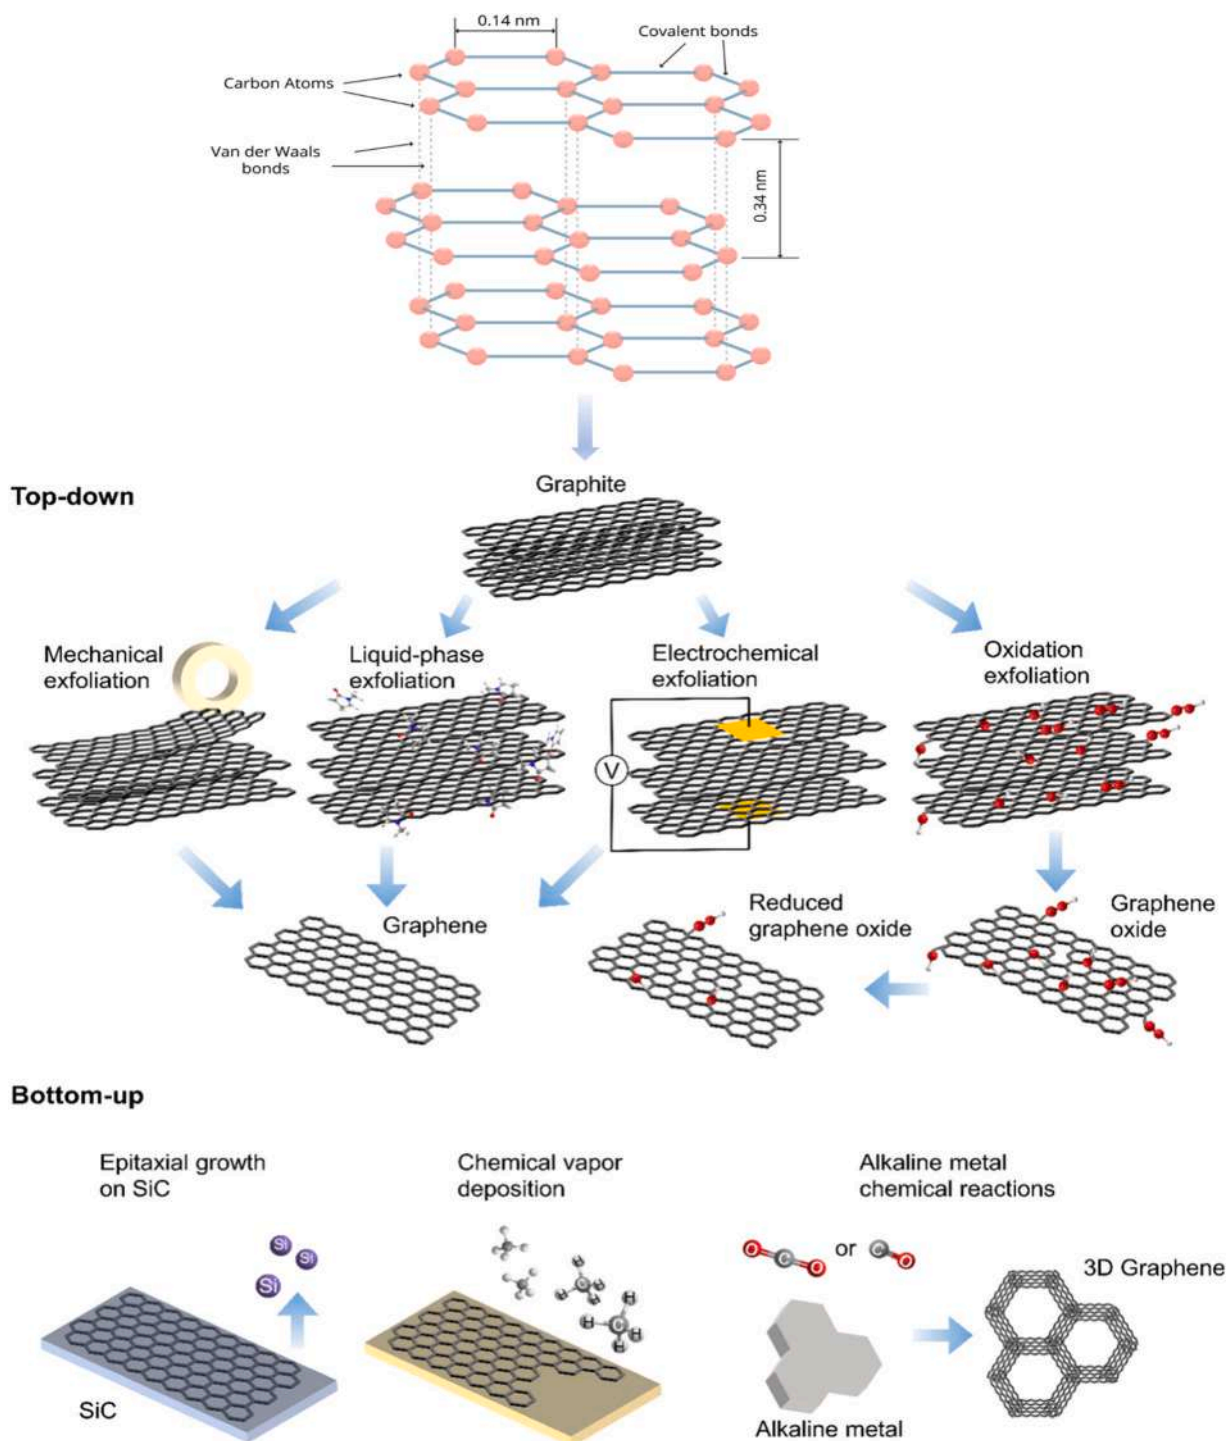 0.14 nm
Covalent bonds
Carbon Atoms
Van der Waals
bonds
0.34 nm
Top-down
Graphite
Mechanical
exfoliation
Liquid-phase
exfoliation
Electrochemical
exfoliation
Oxidation
exfoliation
V
Graphene
Reduced
graphene oxide
Graphene
oxide
Bottom-up
Epitaxial growth
on SiC
Chemical vapor
deposition
Alkaline metal
chemical reactions
Si
Si
Si
H
H
H
H
C
H
H
C
H
H
O C O or C O
3D Graphene
SiC
Alkaline metal